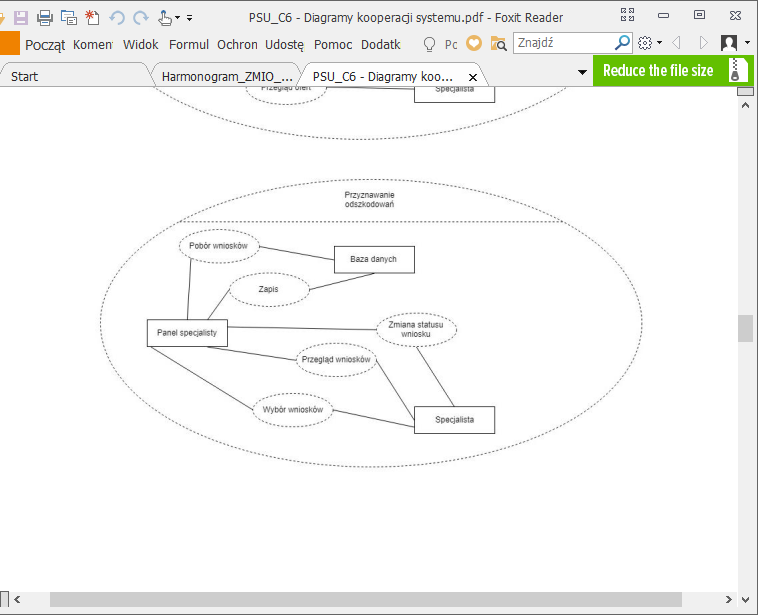 PSU_C6 - Diagramy kooperacji systemu.pdf - Foxit Reader
Począt Komen Widok Formul Ochron Udostę Pomoc Dodatk Pc Znajdź
Start Harmonogram_ZMIO_... PSU_C6 - Diagramy koo... Reduce the file size
Przegląd ofert
Specjalista
Przyznawanie
odszkodowań
Pobór wniosków
Baza danych
Zapis
Zmiana statusu
wniosku
Panel specjalisty
Przegląd wniosków
Wybór wniosków
Specjalista